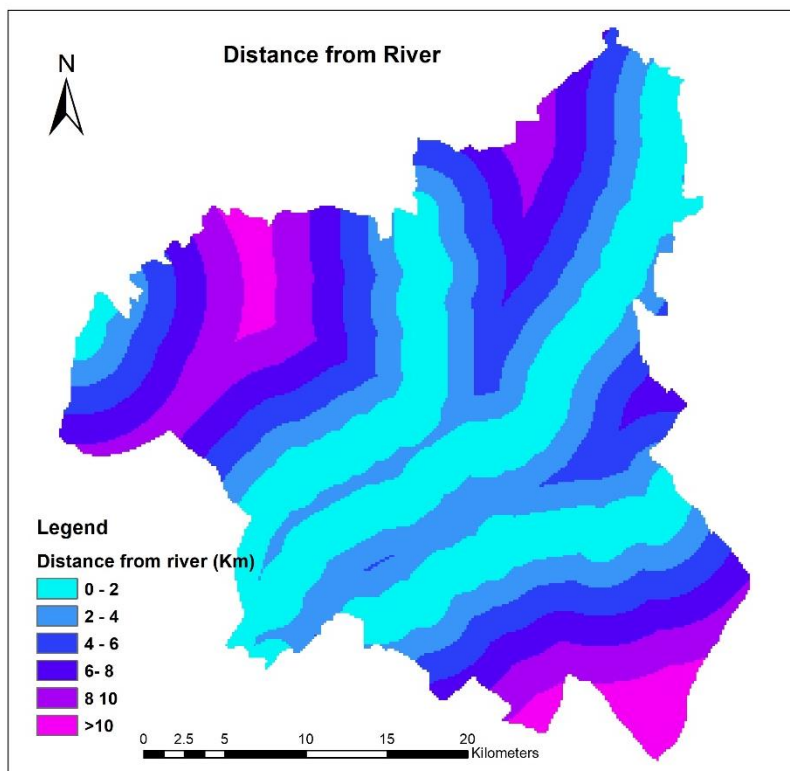 Distance from River
N
Legend
Distance from river (Km)
0 - 2
2 - 4
4 - 6
6- 8
8 10
>10
0 2.5 5 10 15 20
Kilometers